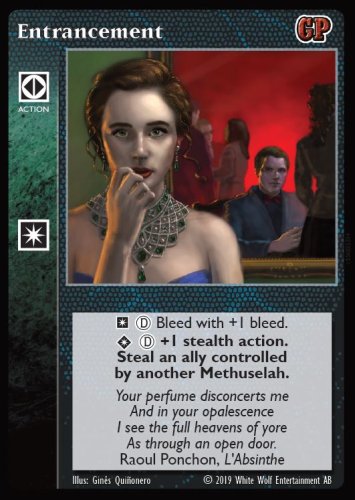 Entrancement
GP
ACTION
D Bleed with +1 bleed.
D +1 stealth action.
Steal an ally controlled
by another Methuselah.
Your perfume disconcerts me
And in your opalescence
I see the full heavens of yore
As through an open door.
Raoul Ponchon, L'Absinthe
Illus: Ginés Quiñonero © 2019 White Wolf Entertainment AB